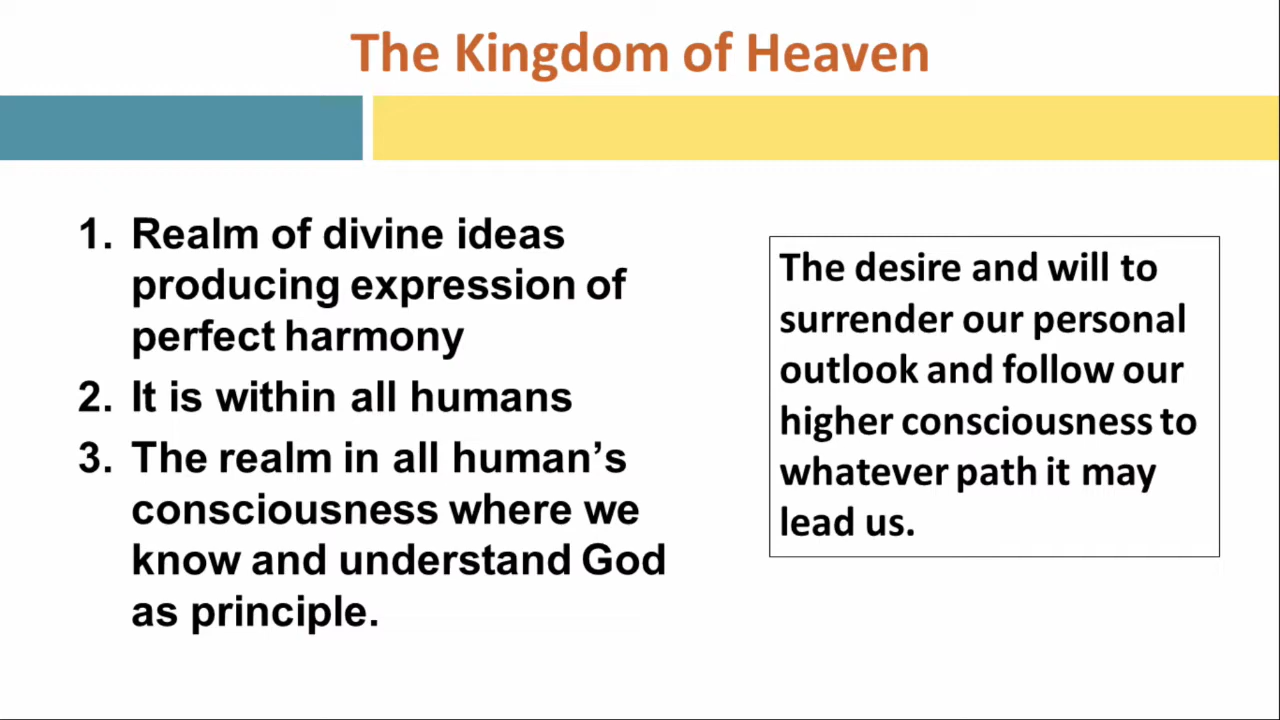 The Kingdom of Heaven
1. Realm of divine ideas
producing expression of
perfect harmony
2. It is within all humans
3. The realm in all human’s
consciousness where we
know and understand God
as principle.
The desire and will to
surrender our personal
outlook and follow our
higher consciousness to
whatever path it may
lead us.